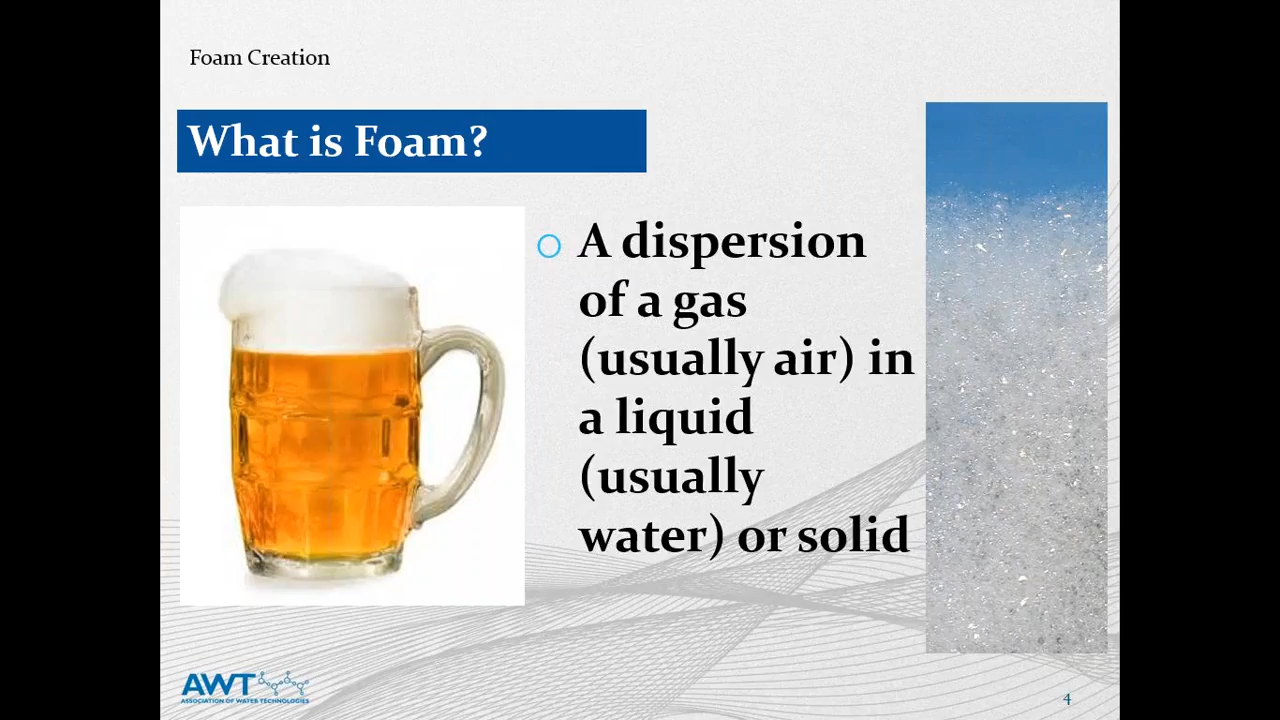 Foam Creation
What is Foam?
○ A dispersion
of a gas
(usually air) in
a liquid
(usually
water) or solid
AWT
ASSOCIATION OF WATER TECHNOLOGIES
4